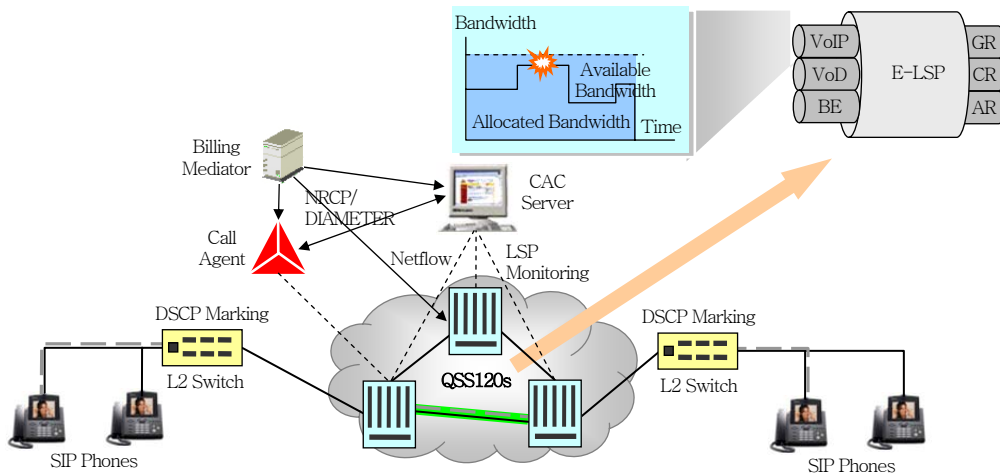 Bandwidth
Available
Bandwidth
Allocated Bandwidth
Time
VoIP
VoD
BE
E-LSP
GR
CR
AR
Billing
Mediator
NRCP/
DIAMETER
CAC
Server
Call
Agent
Netflow
LSP
Monitoring
DSCP Marking
L2 Switch
QSS120s
DSCP Marking
L2 Switch
SIP Phones
SIP Phones